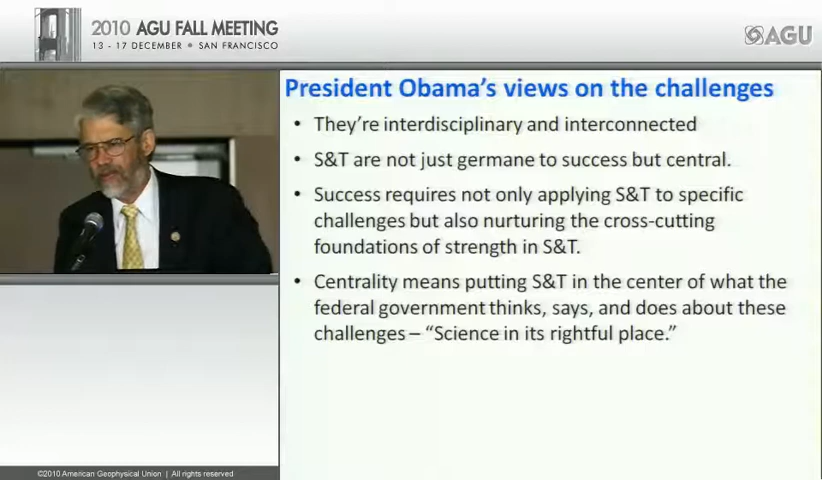 2010 AGU FALL MEETING
13 - 17 DECEMBER • SAN FRANCISCO
AGU
President Obama's views on the challenges
• They're interdisciplinary and interconnected
• S&T are not just germane to success but central.
• Success requires not only applying S&T to specific
challenges but also nurturing the cross-cutting
foundations of strength in S&T.
• Centrality means putting S&T in the center of what the
federal government thinks, says, and does about these
challenges – “Science in its rightful place.”
©2010 American Geophysical Union | All rights reserved